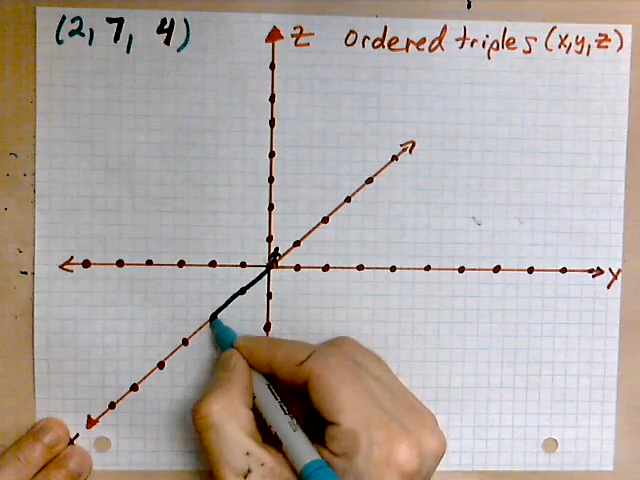 (2, 7, 4)
z ordered triples (x,y,z)
y